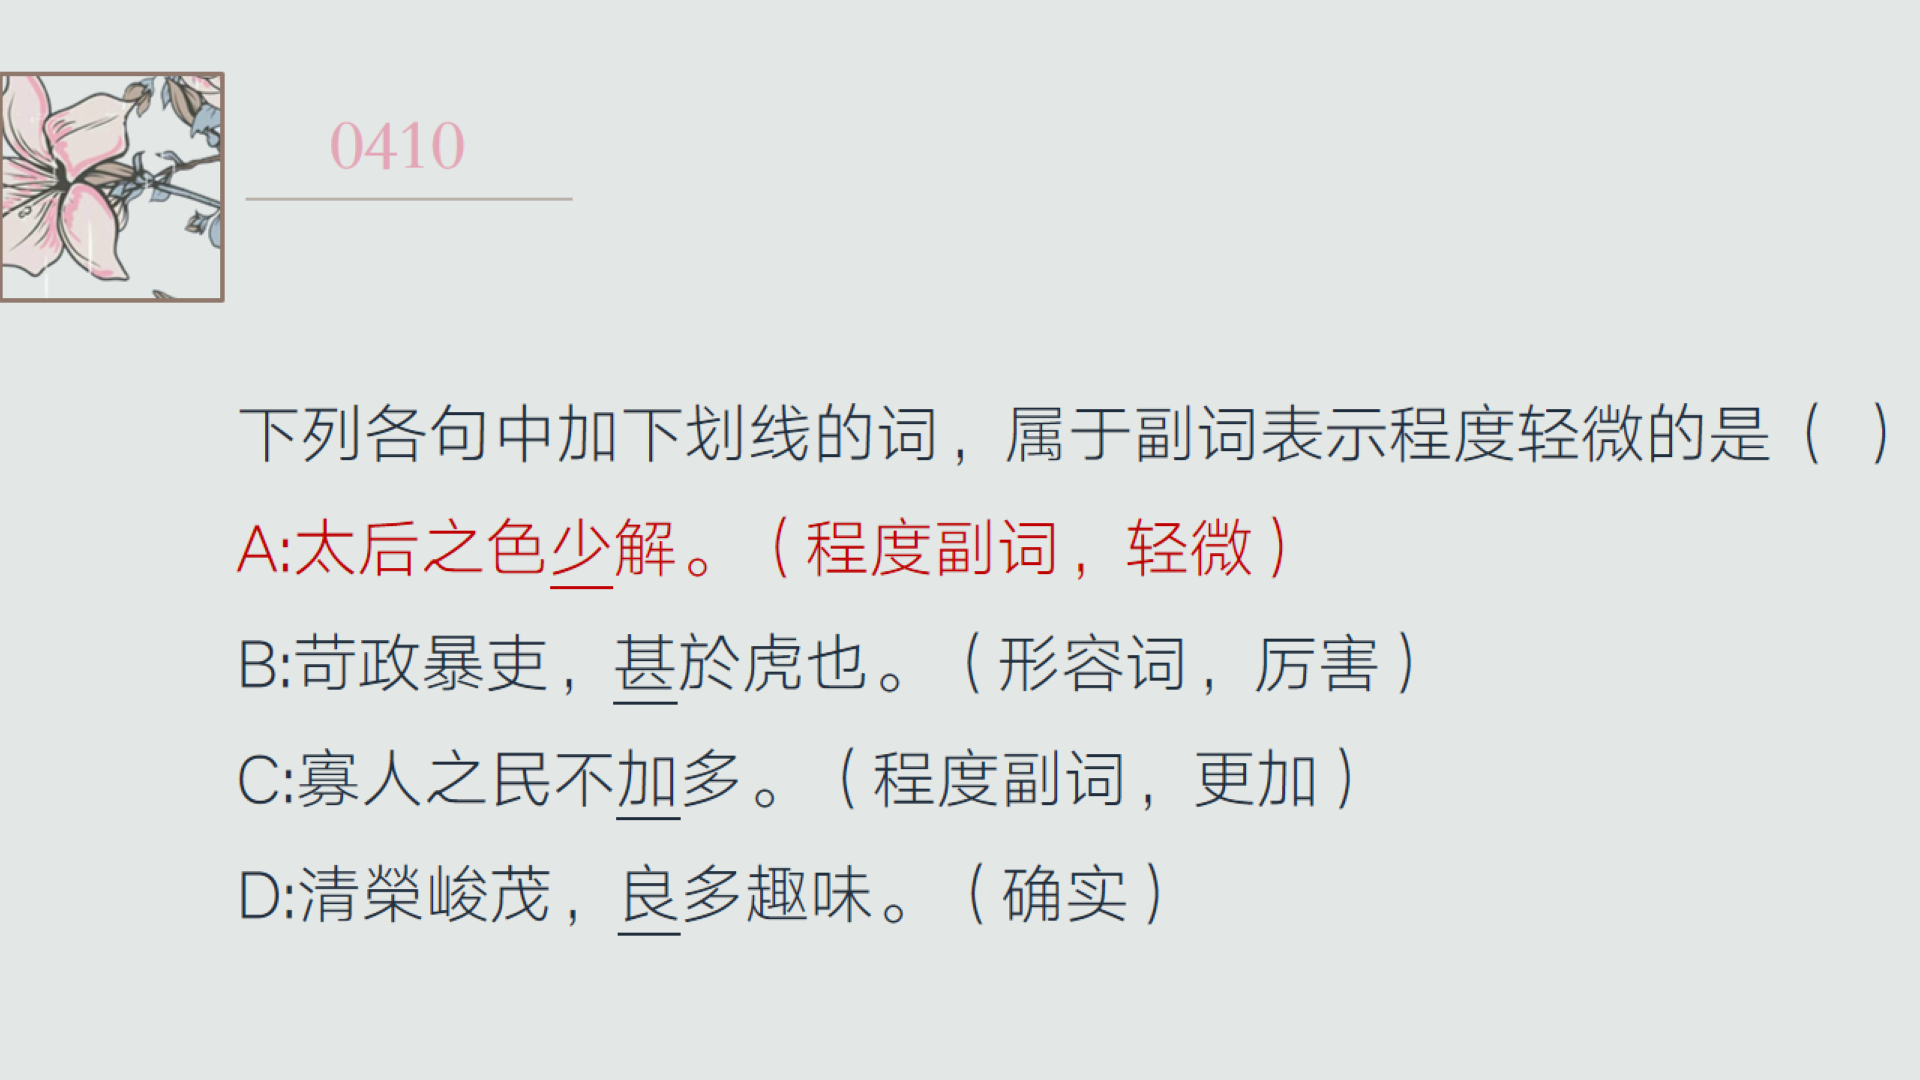 0410
下列各句中加下划线的词，属于副词表示程度轻微的是（ ）
A:太后之色少解。（程度副词，轻微）
B:苛政暴吏，甚於虎也。（形容词，厉害）
C:寡人之民不加多。（程度副词，更加）
D:清榮峻茂，良多趣味。（确实）